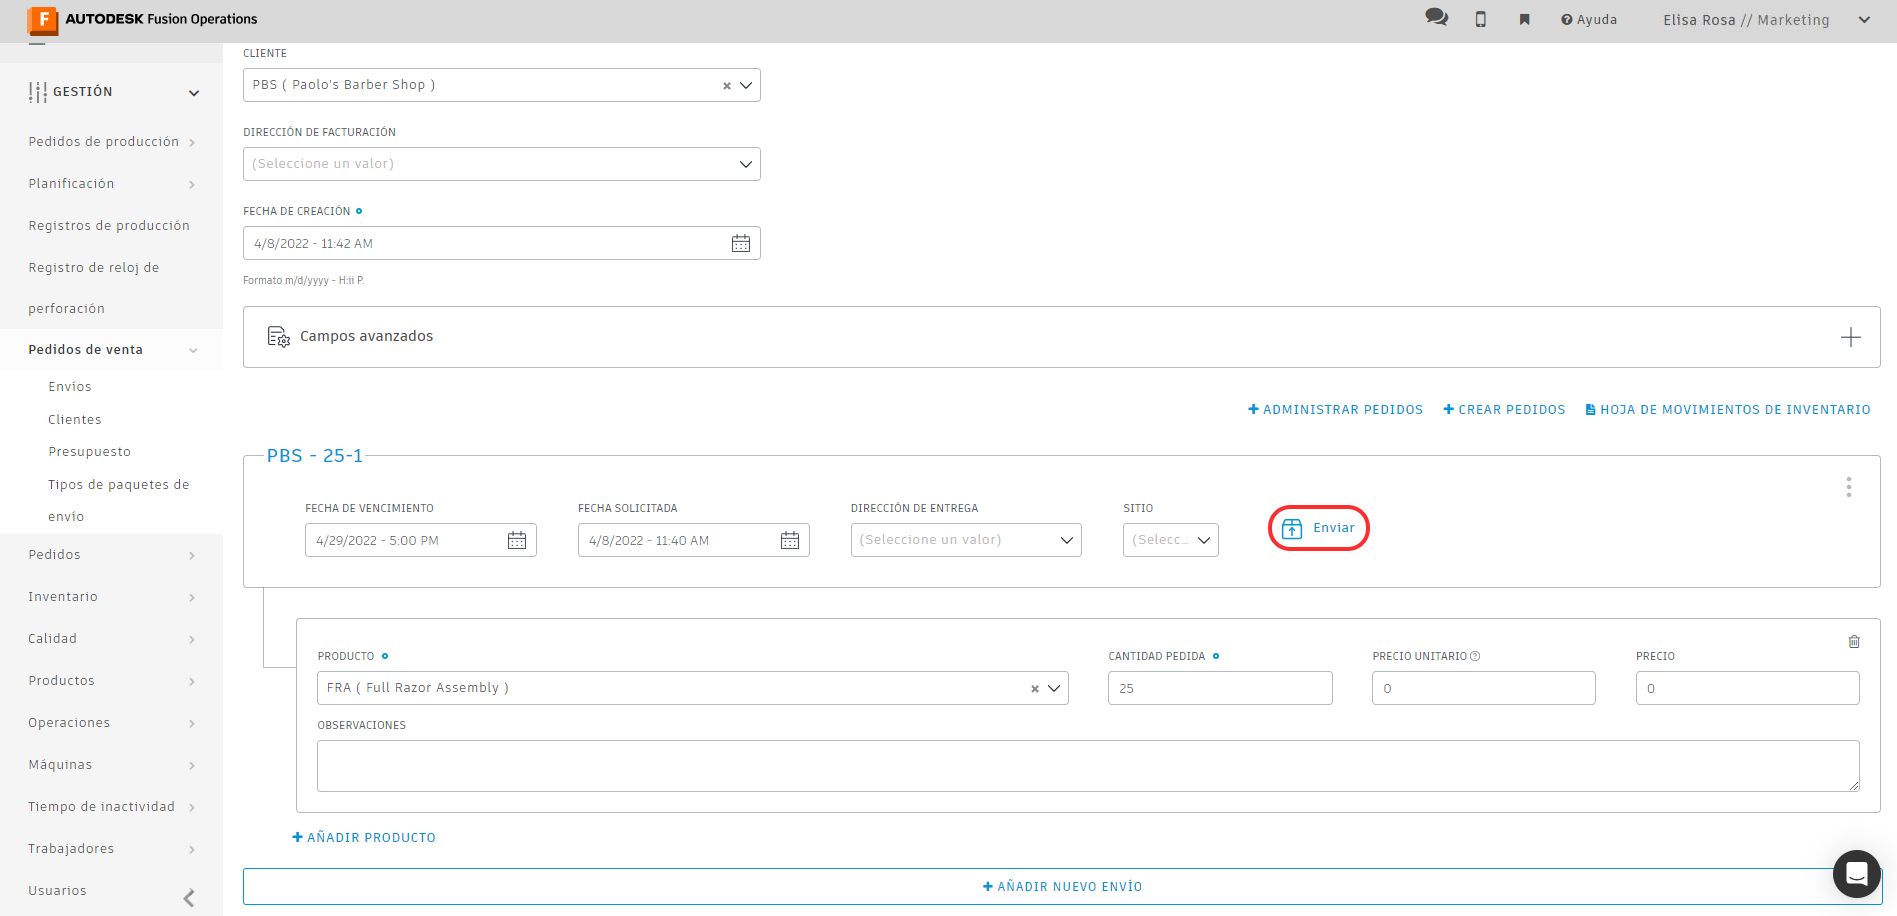 AUTODESK Fusion Operations
Ayuda
Elisa Rosa // Marketing
GESTIÓN
Pedidos de producción
Planificación
Registros de producción
Registro de reloj de
perforación
Pedidos de venta
Envíos
Clientes
Presupuesto
Tipos de paquetes de
envío
Pedidos
Inventario
Calidad
Productos
Operaciones
Máquinas
Tiempo de inactividad
Trabajadores
Usuarios
CLIENTE
PBS ( Paolo's Barber Shop )
DIRECCIÓN DE FACTURACIÓN
(Seleccione un valor)
FECHA DE CREACIÓN
4/8/2022 - 11:42 AM
Formato m/d/yyyy - H:ii P.
Campos avanzados
ADMINISTRAR PEDIDOS CREAR PEDIDOS HOJA DE MOVIMIENTOS DE INVENTARIO
PBS - 25-1
FECHA DE VENCIMIENTO FECHA SOLICITADA DIRECCIÓN DE ENTREGA SITIO
4/29/2022 - 5:00 PM 4/8/2022 - 11:40 AM (Seleccione un valor) (Selecc... Enviar
PRODUCTO CANTIDAD PEDIDA PRECIO UNITARIO PRECIO
FRA ( Full Razor Assembly ) 25 0 0
OBSERVACIONES
+ AÑADIR PRODUCTO
+ AÑADIR NUEVO ENVÍO